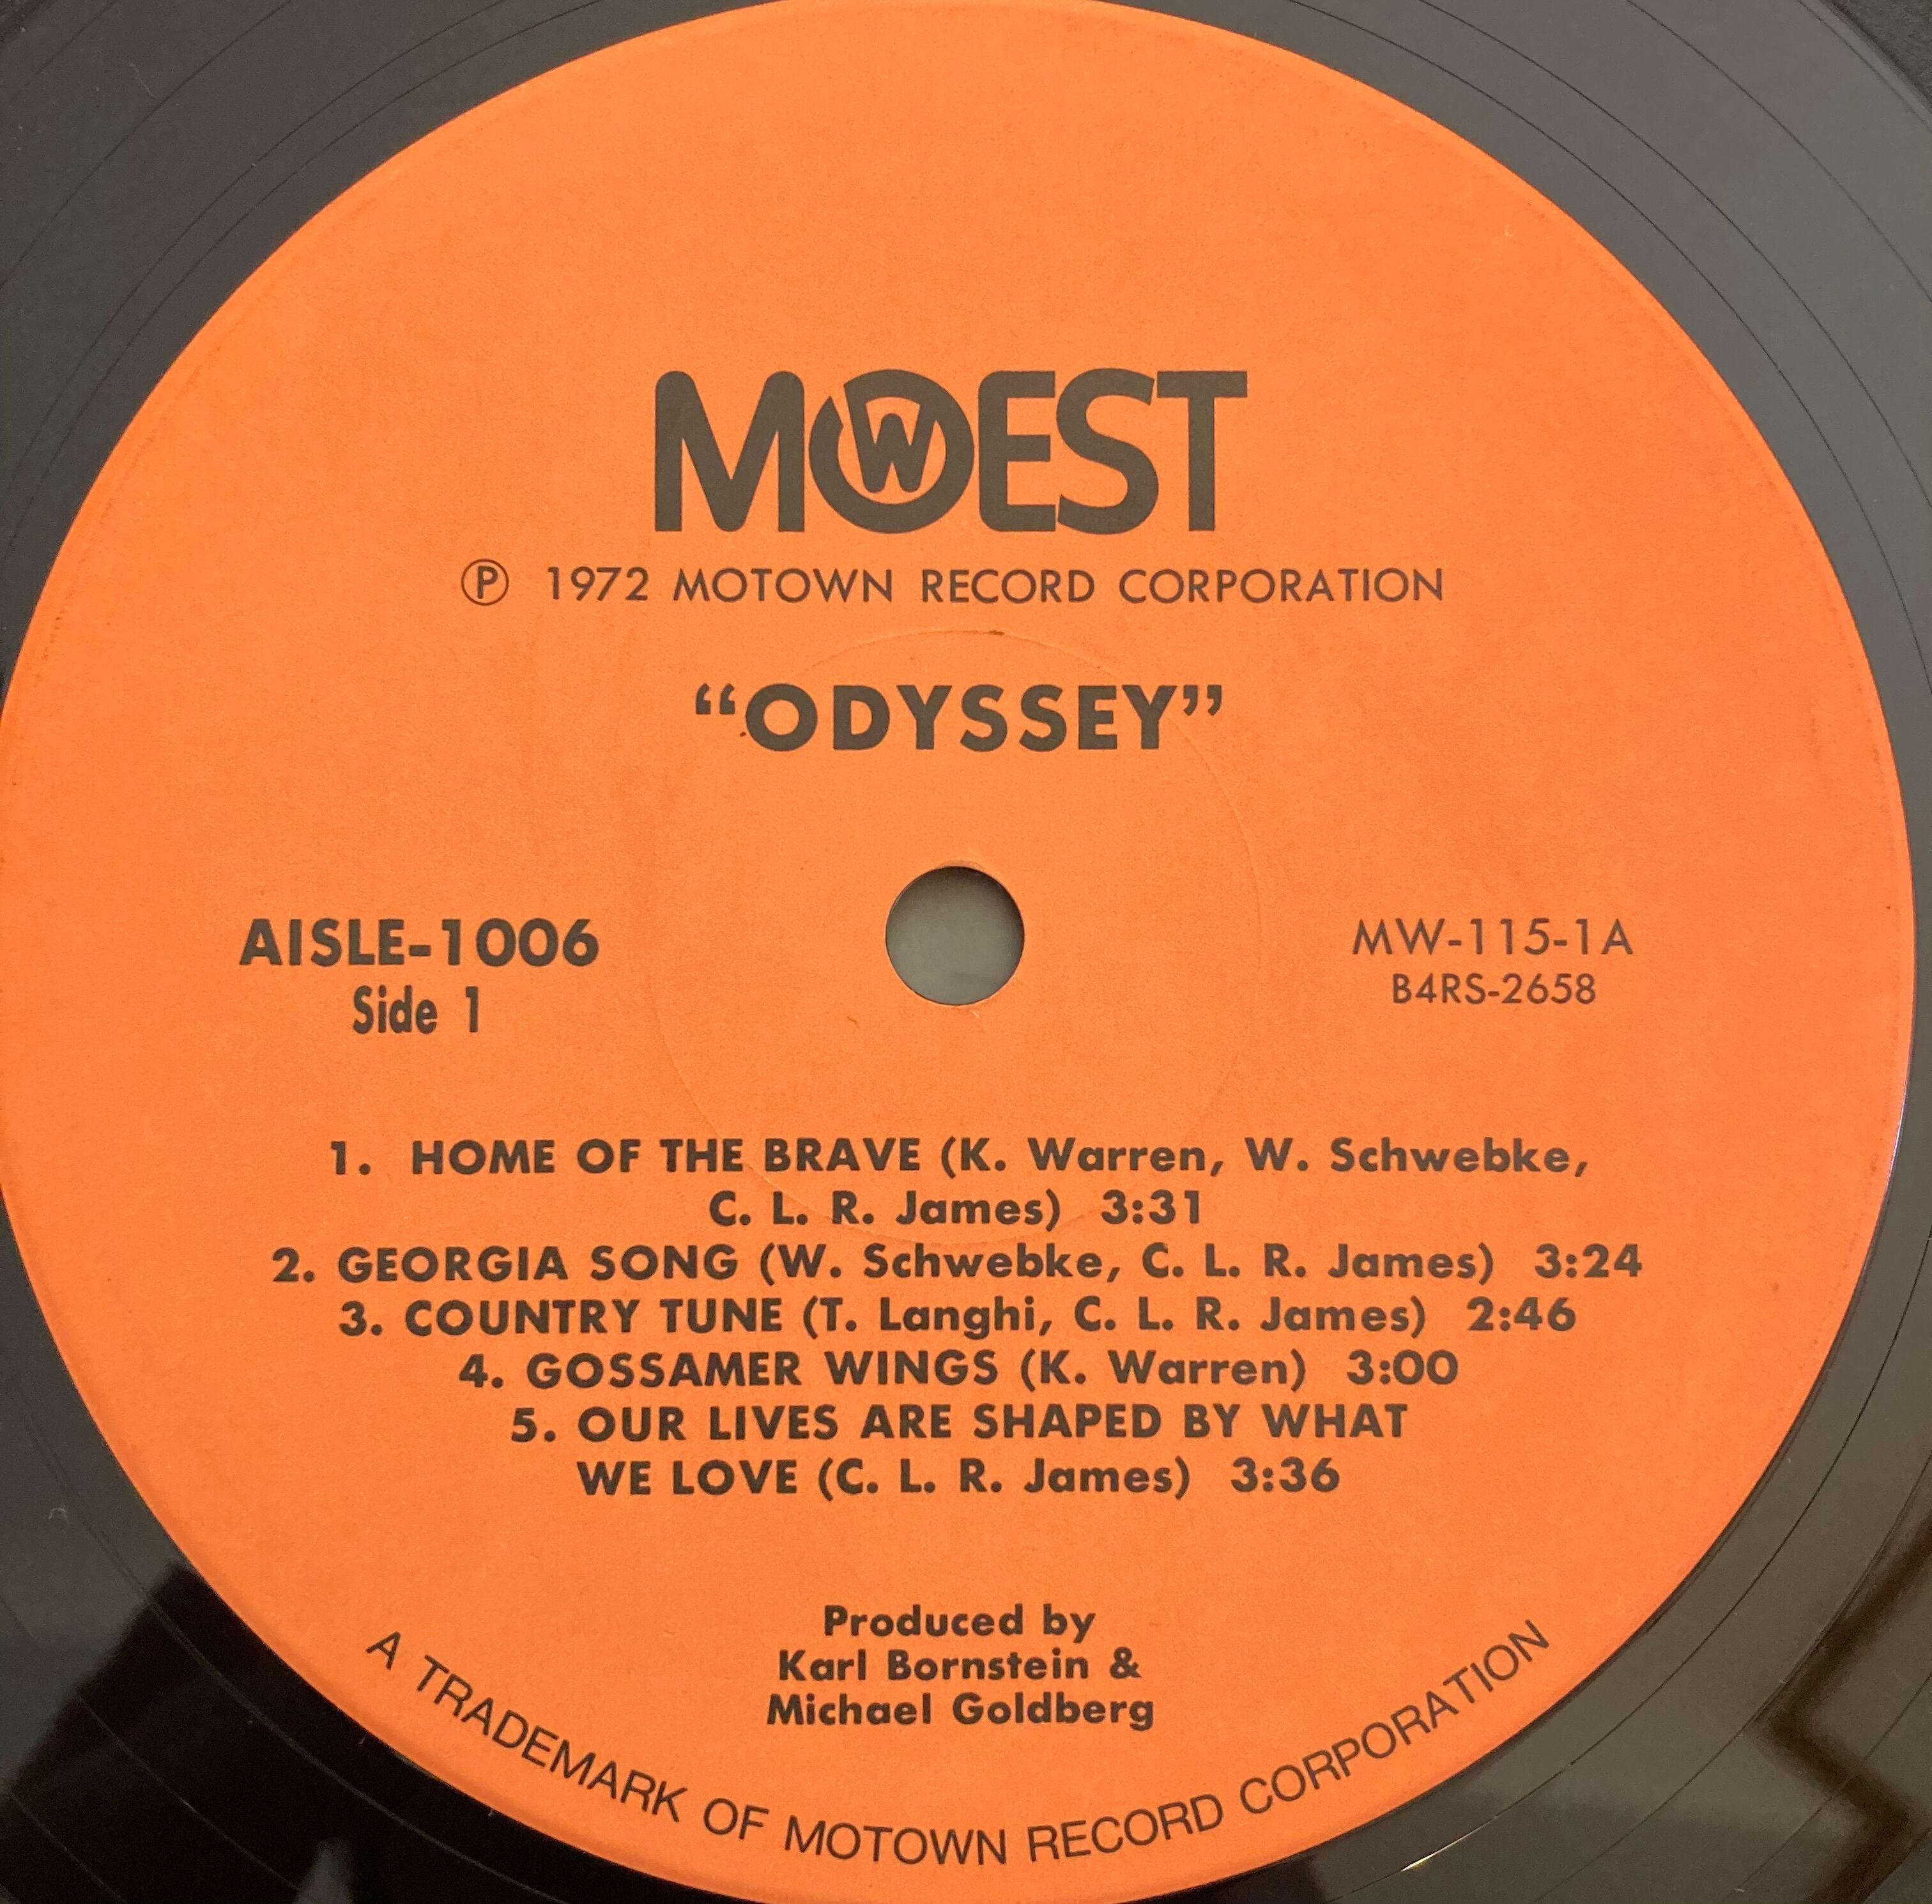 MOWEST
Ⓟ 1972 MOTOWN RECORD CORPORATION
“ODYSSEY”
AISLE-1006
Side 1
MW-115-1A
B4RS-2658
1. HOME OF THE BRAVE (K. Warren, W. Schwebke,
C. L. R. James) 3:31
2. GEORGIA SONG (W. Schwebke, C. L. R. James) 3:24
3. COUNTRY TUNE (T. Langhi, C. L. R. James) 2:46
4. GOSSAMER WINGS (K. Warren) 3:00
5. OUR LIVES ARE SHAPED BY WHAT
WE LOVE (C. L. R. James) 3:36
Produced by
Karl Bornstein &
Michael Goldberg
A TRADEMARK OF MOTOWN RECORD CORPORATION